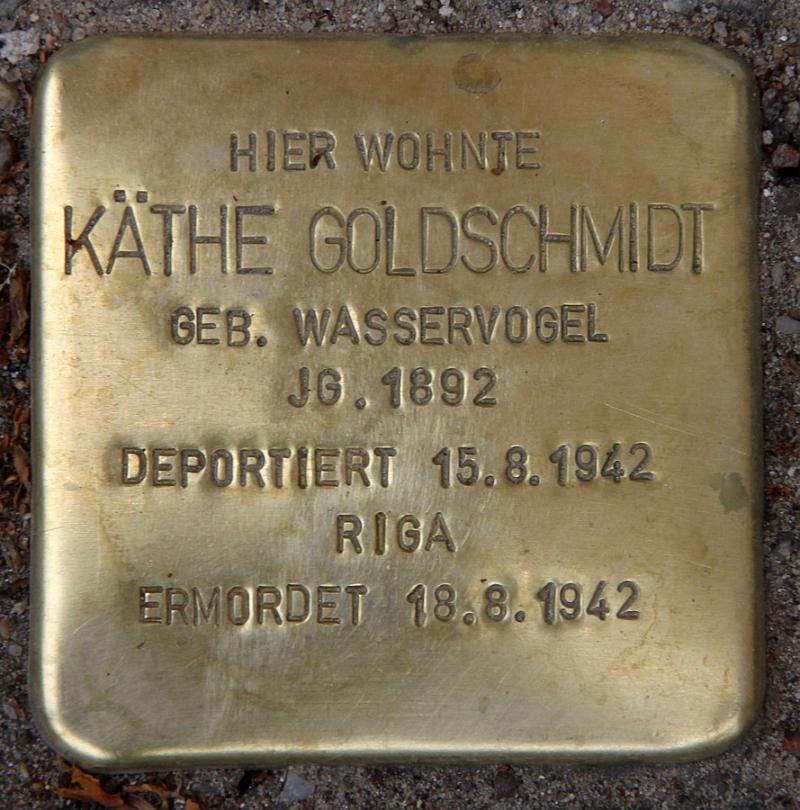 HIER WOHNTE
KÄTHE GOLDSCHMIDT
GEB. WASSERVOGEL
JG. 1892
DEPORTIERT 15.8.1942
RIGA
ERMORDET 18.8.1942